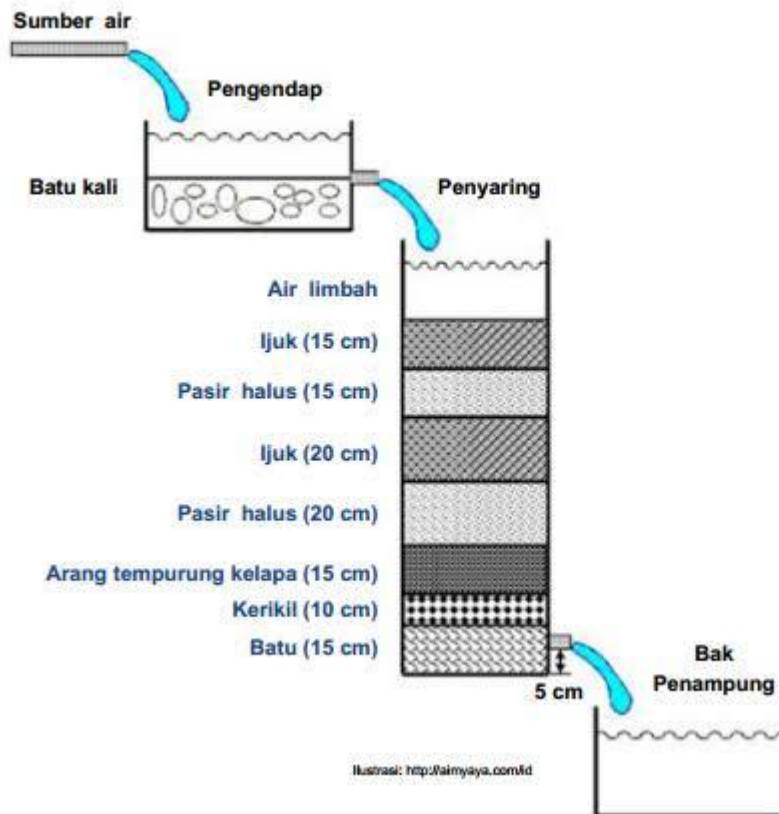 Sumber air
Pengendap
Batu kali
Penyaring
Air limbah
Ijuk (15 cm)
Pasir halus (15 cm)
Ijuk (20 cm)
Pasir halus (20 cm)
Arang tempurung kelapa (15 cm)
Kerikil (10 cm)
Batu (15 cm)
5 cm
Bak
Penampung
Ilustrasi: http://aimyaya.com/id